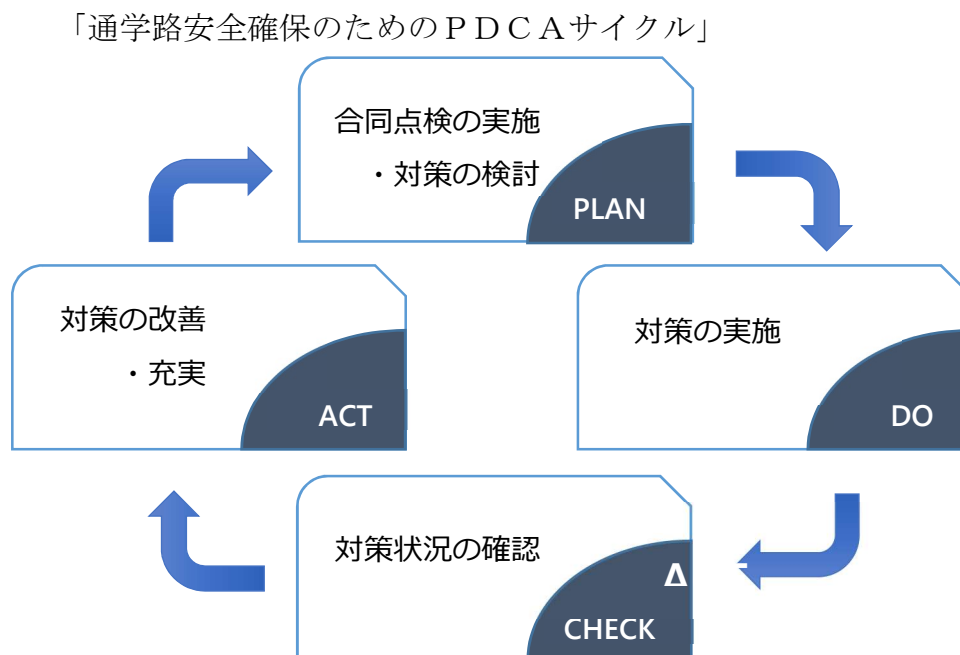 「通学路安全確保のためのＰＤＣＡサイクル」
合同点検の実施
・対策の検討
PLAN
対策の実施
DO
対策状況の確認
CHECK
対策の改善
・充実
ACT